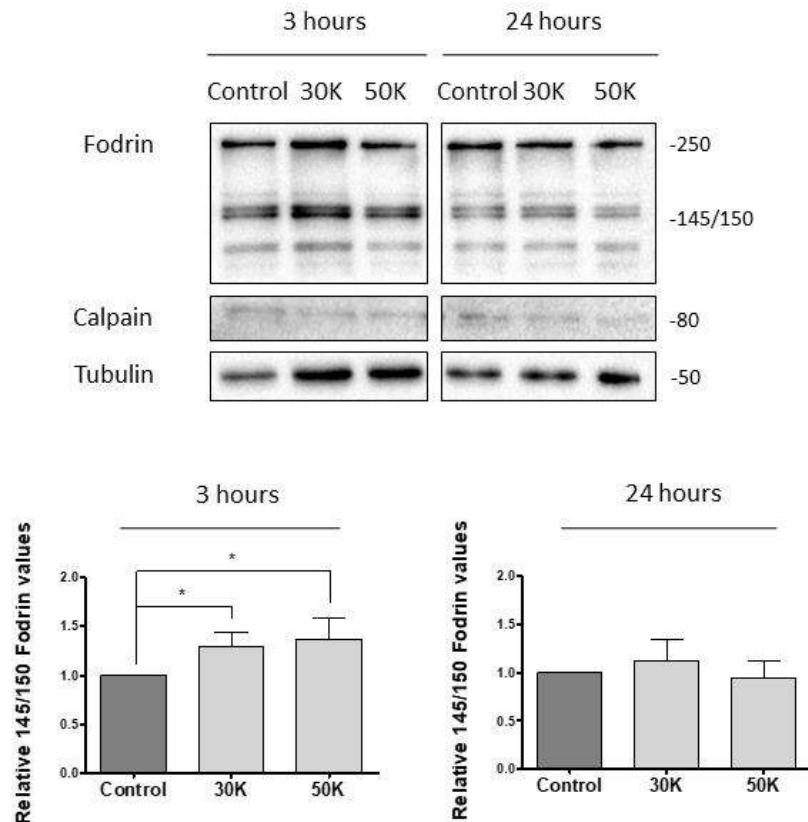 3 hours 24 hours
Control 30K 50K Control 30K 50K
Fodrin -250
-145/150
Calpain -80
Tubulin -50
3 hours
Relative 145/150 Fodrin values
2.0
1.5
1.0
0.5
0.0
*
*
Control 30K 50K
24 hours
Relative 145/150 Fodrin values
2.0
1.5
1.0
0.5
0.0
Control 30K 50K